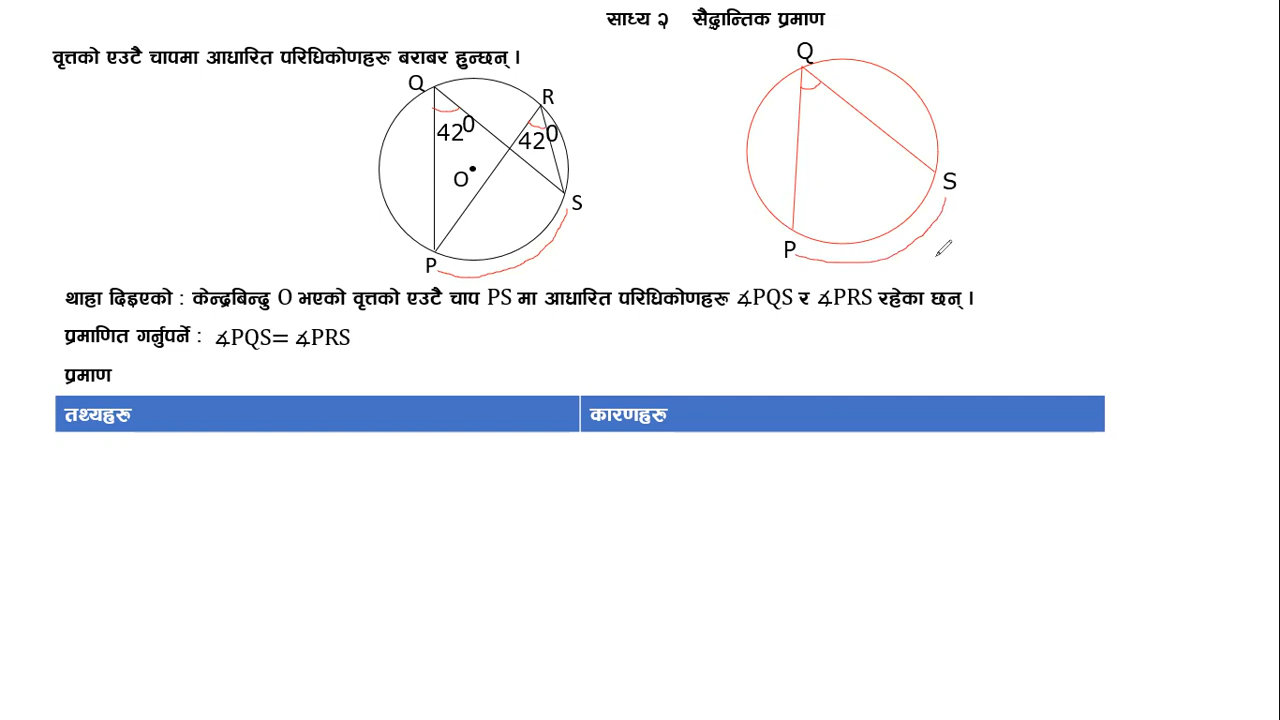 साध्य २ सैद्धान्तिक प्रमाण
वृत्तको एउटै चापमा आधारित परिधिकोणहरू बराबर हुन्छन् ।
Q
R
42⁰
42⁰
O
S
P
Q
S
P
थाहा दिइएको : केन्द्रबिन्दु O भएको वृत्तको एउटै चाप PS मा आधारित परिधिकोणहरू ∡PQS र ∡PRS रहेका छन् ।
प्रमाणित गर्नुपर्ने : ∡PQS= ∡PRS
प्रमाण
तथ्यहरू कारणहरू